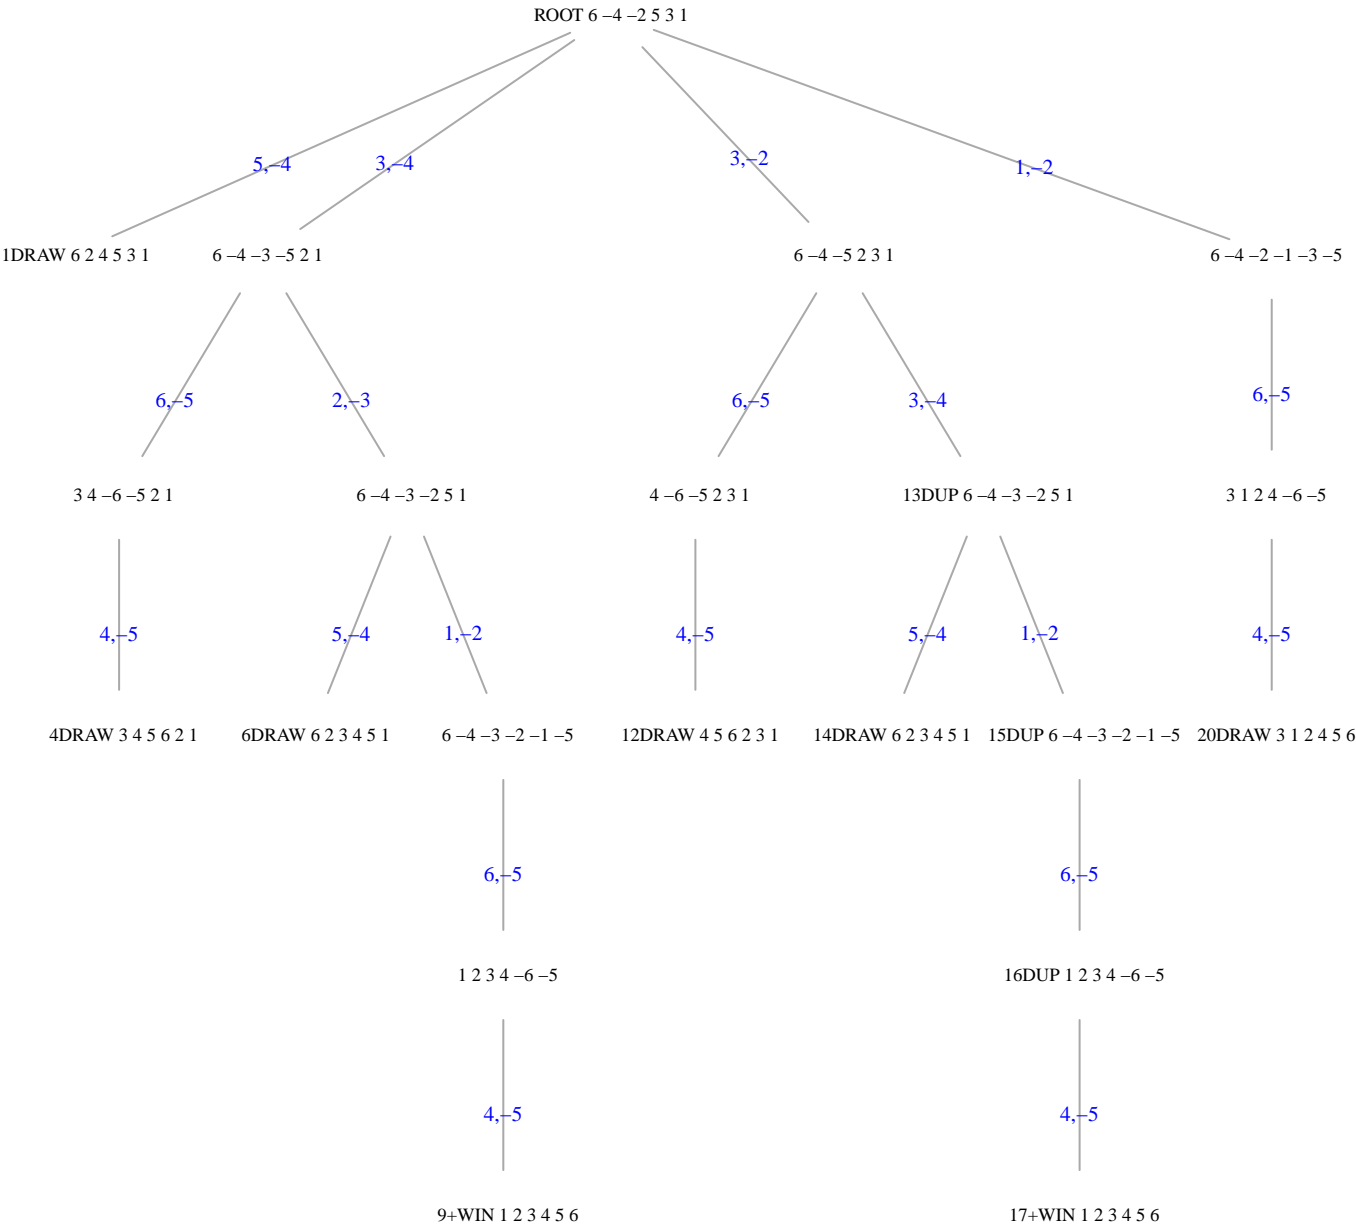 ROOT 6 –4 –2 5 3 1
5,–4
3,–4
3,–2
1,–2
1DRAW 6 2 4 5 3 1
6 –4 –3 –5 2 1
6 –4 –5 2 3 1
6 –4 –2 –1 –3 –5
6,–5
2,–3
6,–5
3,–4
6,–5
3 4 –6 –5 2 1
6 –4 –3 –2 5 1
4 –6 –5 2 3 1
13DUP 6 –4 –3 –2 5 1
3 1 2 4 –6 –5
4,–5
5,–4
1,–2
4,–5
5,–4
1,–2
4,–5
4DRAW 3 4 5 6 2 1
6DRAW 6 2 3 4 5 1
6 –4 –3 –2 –1 –5
12DRAW 4 5 6 2 3 1
14DRAW 6 2 3 4 5 1
15DUP 6 –4 –3 –2 –1 –5
20DRAW 3 1 2 4 5 6
6,–5
6,–5
1 2 3 4 –6 –5
16DUP 1 2 3 4 –6 –5
4,–5
4,–5
9+WIN 1 2 3 4 5 6
17+WIN 1 2 3 4 5 6